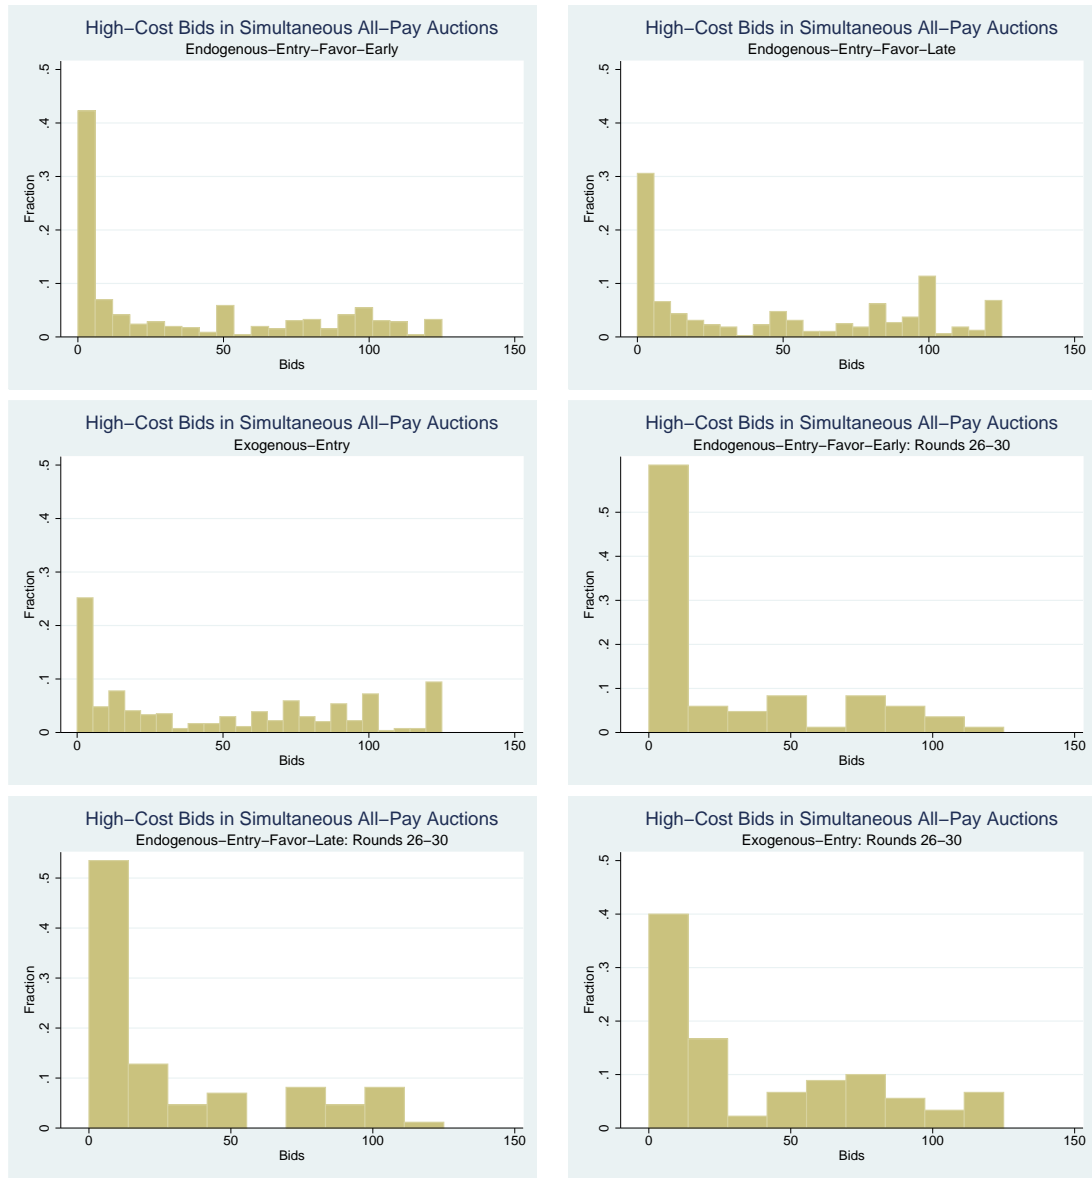 High−Cost Bids in Simultaneous All−Pay Auctions
Endogenous−Entry−Favor−Early
Fraction
.5
.4
.3
.2
.1
0
0 50 100 150
Bids
High−Cost Bids in Simultaneous All−Pay Auctions
Endogenous−Entry−Favor−Late
Fraction
.5
.4
.3
.2
.1
0
0 50 100 150
Bids
High−Cost Bids in Simultaneous All−Pay Auctions
Exogenous−Entry
Fraction
.5
.4
.3
.2
.1
0
0 50 100 150
Bids
High−Cost Bids in Simultaneous All−Pay Auctions
Endogenous−Entry−Favor−Early: Rounds 26−30
Fraction
.5
.4
.3
.2
.1
0
0 50 100 150
Bids
High−Cost Bids in Simultaneous All−Pay Auctions
Endogenous−Entry−Favor−Late: Rounds 26−30
Fraction
.5
.4
.3
.2
.1
0
0 50 100 150
Bids
High−Cost Bids in Simultaneous All−Pay Auctions
Exogenous−Entry: Rounds 26−30
Fraction
.5
.4
.3
.2
.1
0
0 50 100 150
Bids